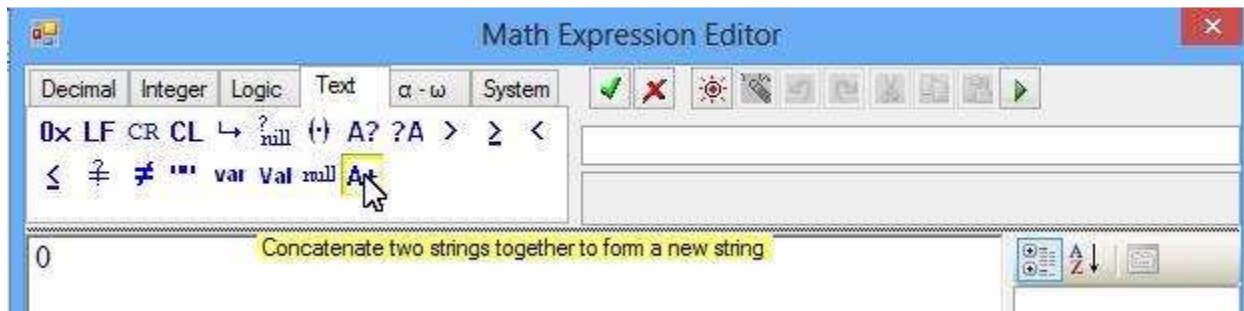 Math Expression Editor
Decimal Integer Logic Text α - ω System
0x LF CR CL ↵ ?null (·) A? ?A > ≥ <
≤ ≟ ≠ "" var Val null A+
Concatenate two strings together to form a new string
0
A Z